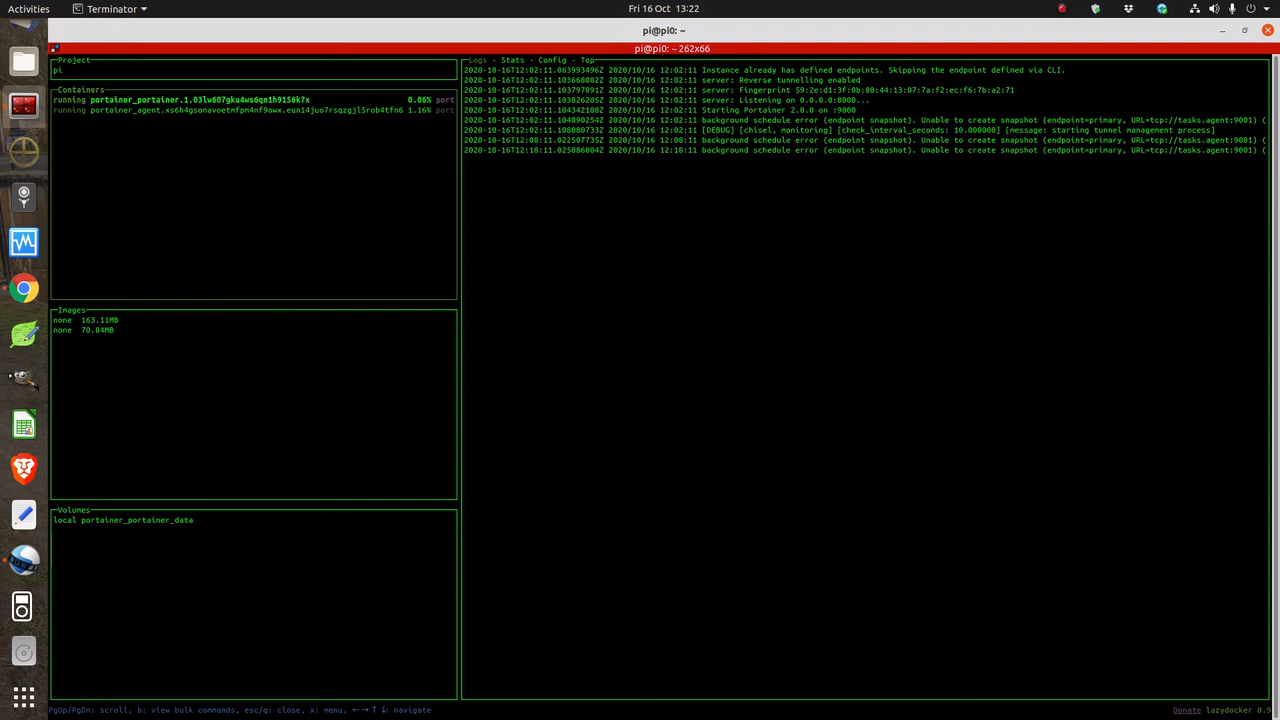 Activities Terminator Fri 16 Oct 13:22
pi@pi0: ~
pi@pi0: ~ 262x66
Project
pi
Containers
running portainer_portainer.1.03lw607gku4ws6qn1h9156k7x 0.06% port
running portainer_agent.xs6h4gsonavoetmfpm4nf9owx.eun14juo7rsqzgjl5rob4tfn6 1.16% port
Images
none 163.11MB
none 70.84MB
Volumes
local portainer_portainer_data
Logs - Stats - Config - Top
2020-10-16T12:02:11.063993496Z 2020/10/16 12:02:11 Instance already has defined endpoints. Skipping the endpoint defined via CLI.
2020-10-16T12:02:11.103668082Z 2020/10/16 12:02:11 server: Reverse tunnelling enabled
2020-10-16T12:02:11.103797091Z 2020/10/16 12:02:11 server: Fingerprint 59:2e:d1:3f:0b:80:44:13:07:7a:f2:ec:f6:7b:a2:71
2020-10-16T12:02:11.103826205Z 2020/10/16 12:02:11 server: Listening on 0.0.0.0:8000...
2020-10-16T12:02:11.104342188Z 2020/10/16 12:02:11 Starting Portainer 2.0.0 on :9000
2020-10-16T12:02:11.104890254Z 2020/10/16 12:02:11 background schedule error (endpoint snapshot). Unable to create snapshot (endpoint=primary, URL=tcp://tasks.agent:9001) (
2020-10-16T12:02:11.108080733Z 2020/10/16 12:02:11 [DEBUG] [chisel, monitoring] [check_interval_seconds: 10.000000] [message: starting tunnel management process]
2020-10-16T12:08:11.022507735Z 2020/10/16 12:08:11 background schedule error (endpoint snapshot). Unable to create snapshot (endpoint=primary, URL=tcp://tasks.agent:9001) (
2020-10-16T12:18:11.025086004Z 2020/10/16 12:18:11 background schedule error (endpoint snapshot). Unable to create snapshot (endpoint=primary, URL=tcp://tasks.agent:9001) (
PgUp/PgDn: scroll, b: view bulk commands, esc/q: close, x: menu, ← → ↑ ↓: navigate
Donate lazydocker 0.9